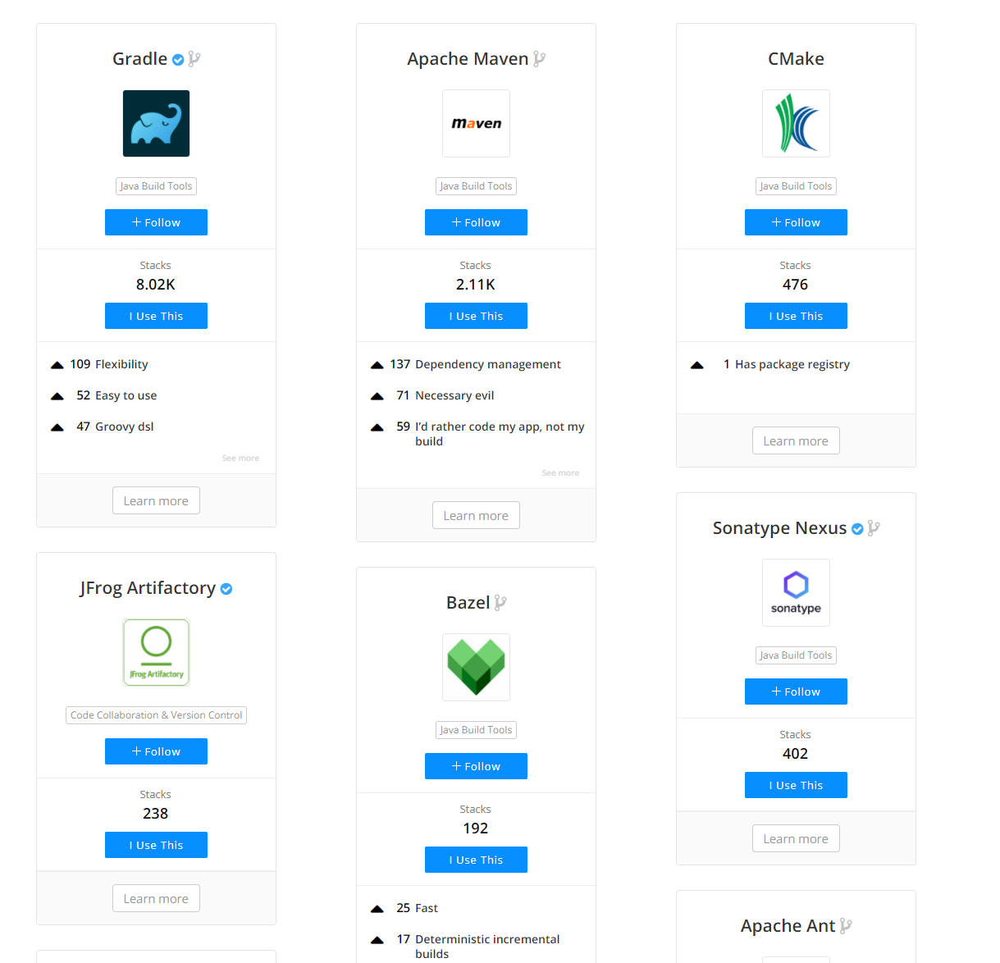 Gradle
Java Build Tools
+ Follow
Stacks
8.02K
I Use This
109 Flexibility
52 Easy to use
47 Groovy dsl
See more
Learn more
Apache Maven
maven
Java Build Tools
+ Follow
Stacks
2.11K
I Use This
137 Dependency management
71 Necessary evil
59 I’d rather code my app, not my
build
See more
Learn more
CMake
Java Build Tools
+ Follow
Stacks
476
I Use This
1 Has package registry
Learn more
JFrog Artifactory
JFrog Artifactory
Code Collaboration & Version Control
+ Follow
Stacks
238
I Use This
Learn more
Bazel
Java Build Tools
+ Follow
Stacks
192
I Use This
25 Fast
17 Deterministic incremental
builds
Sonatype Nexus
sonatype
Java Build Tools
+ Follow
Stacks
402
I Use This
Learn more
Apache Ant